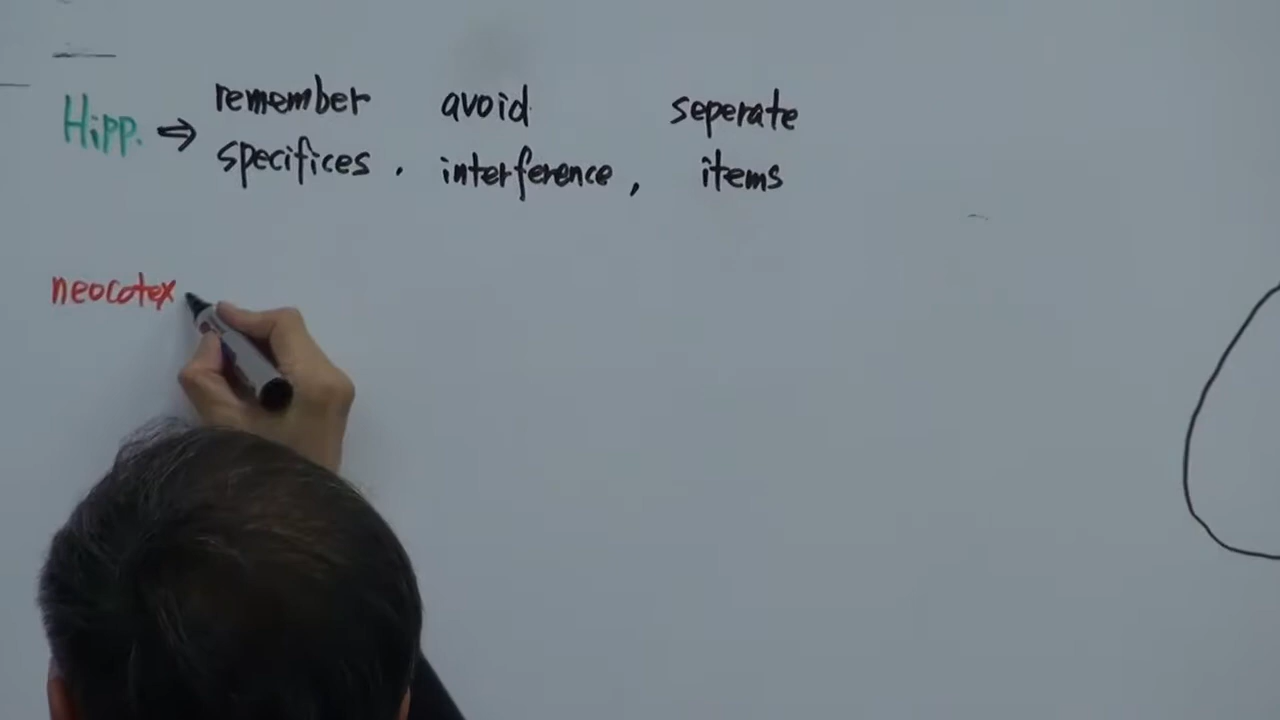 Hipp. ⇒ remember avoid seperate
specifices . interference , items
neocotex